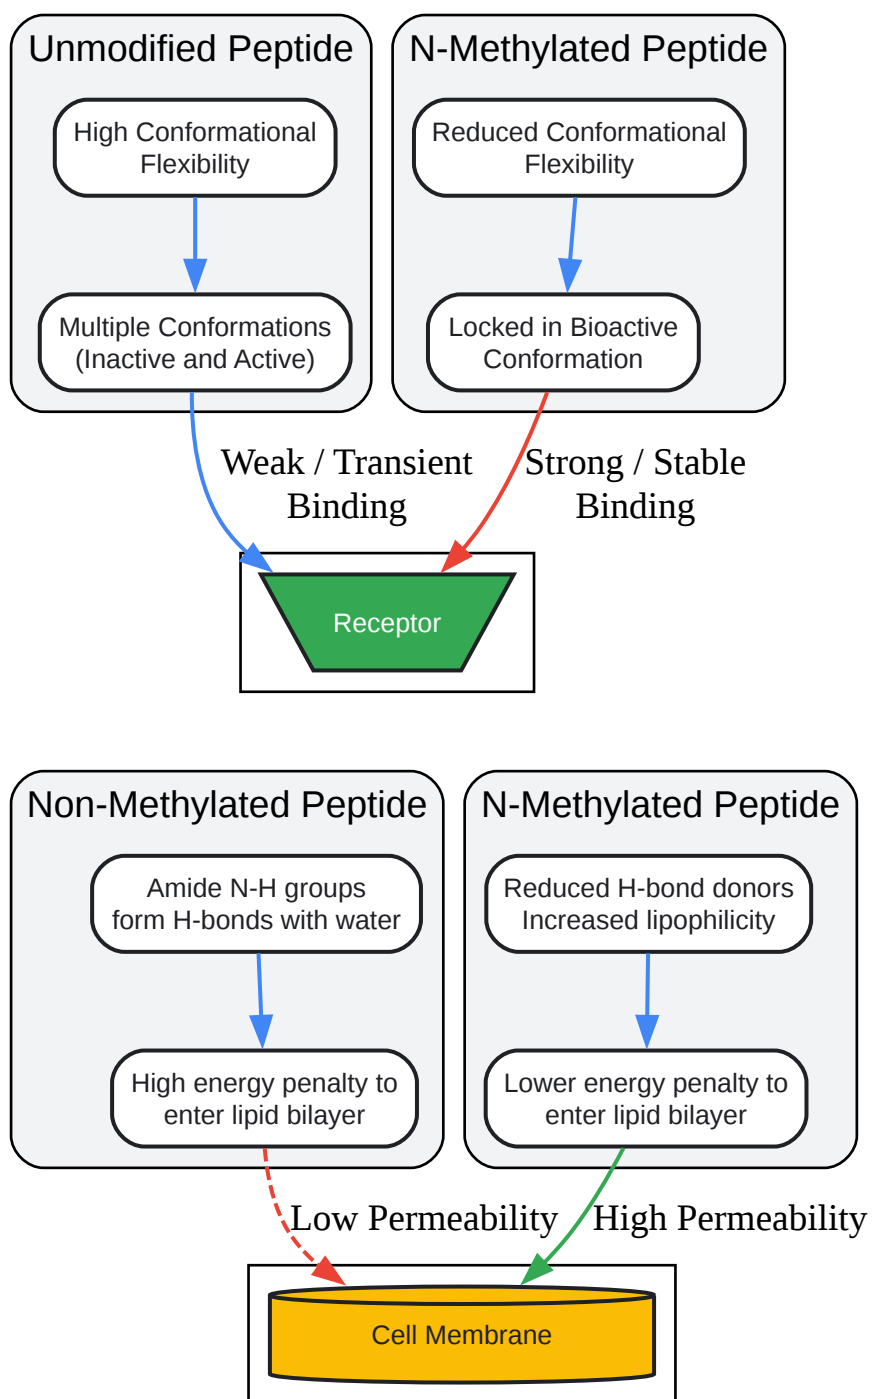 Unmodified Peptide
N-Methylated Peptide
High Conformational
Flexibility
Reduced Conformational
Flexibility
Multiple Conformations
(Inactive and Active)
Locked in Bioactive
Conformation
Weak / Transient
Binding
Strong / Stable
Binding
Receptor
Non-Methylated Peptide
N-Methylated Peptide
Amide N-H groups
form H-bonds with water
Reduced H-bond donors
Increased lipophilicity
High energy penalty to
enter lipid bilayer
Lower energy penalty to
enter lipid bilayer
Low Permeability
High Permeability
Cell Membrane